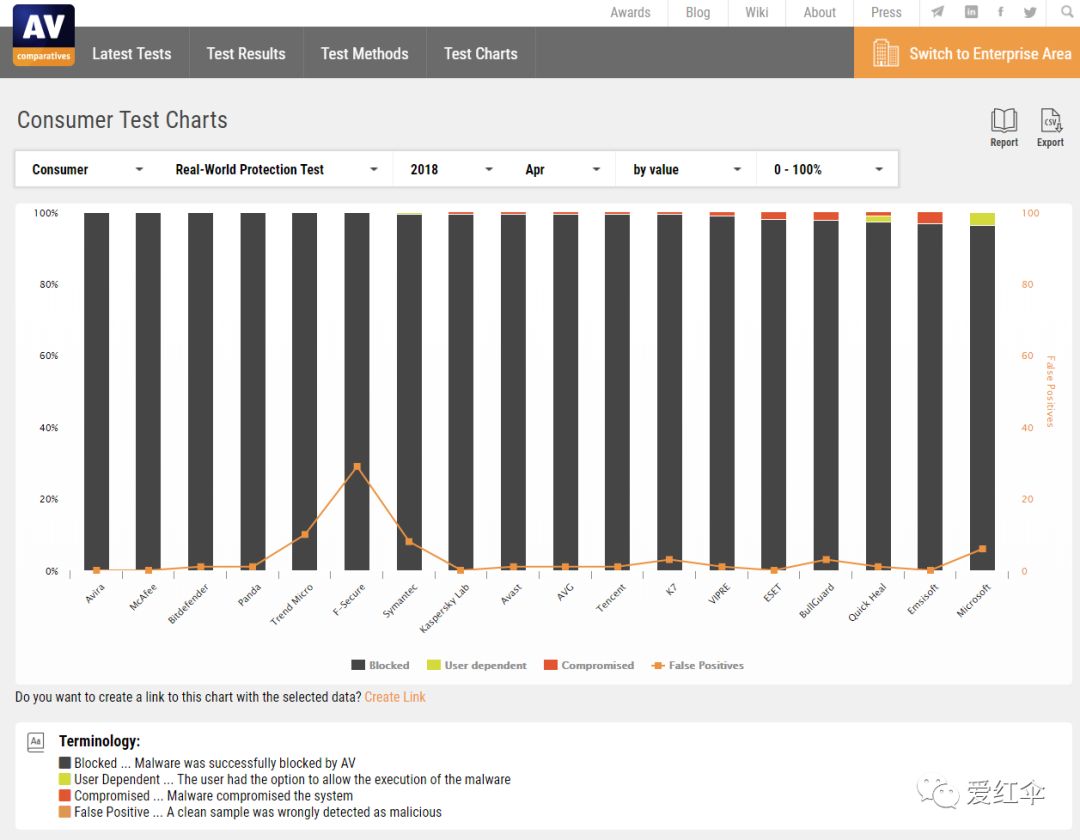 Awards Blog Wiki About Press
AV
comparatives
Latest Tests Test Results Test Methods Test Charts
Switch to Enterprise Area
Consumer Test Charts
CSV
Report Export
Consumer Real-World Protection Test 2018 Apr by value 0 - 100%
100% 100
80% 80
60% 60
False Positives
40% 40
20% 20
0% 0
Avira McAfee Bitdefender Panda Trend Micro F-Secure Symantec Kaspersky Lab Avast AVG Tencent K7 VIPRE ESET BullGuard Quick Heal Emsisoft Microsoft
Blocked User dependent Compromised False Positives
Do you want to create a link to this chart with the selected data? Create Link
Aa Terminology:
Blocked ... Malware was successfully blocked by AV
User Dependent ... The user had the option to allow the execution of the malware
Compromised ... Malware compromised the system
False Positive ... A clean sample was wrongly detected as malicious
爱红伞